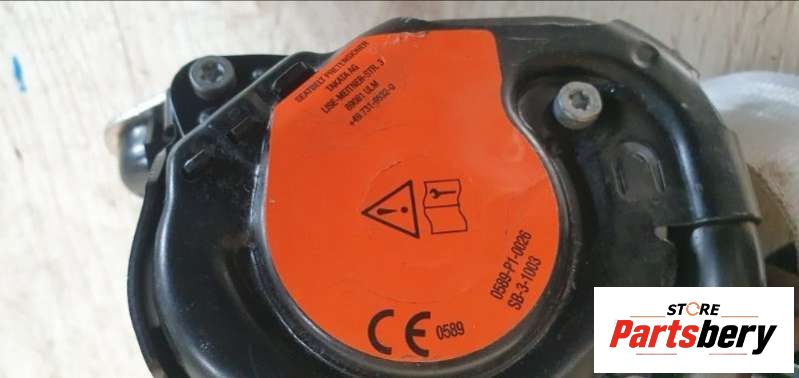 SEATBELT PRETENSIONER
TAKATA AG
LISE-MEITNER-STR. 3
89081 ULM
+49 731-9532-0
0589-P1-0026
SB-3-1003
CE 0589
STORE
Partsbery